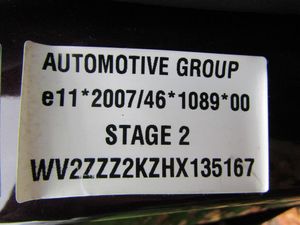 AUTOMOTIVE GROUP
e11*2007/46*1089*00
STAGE 2
WV2ZZZ2KZHX135167